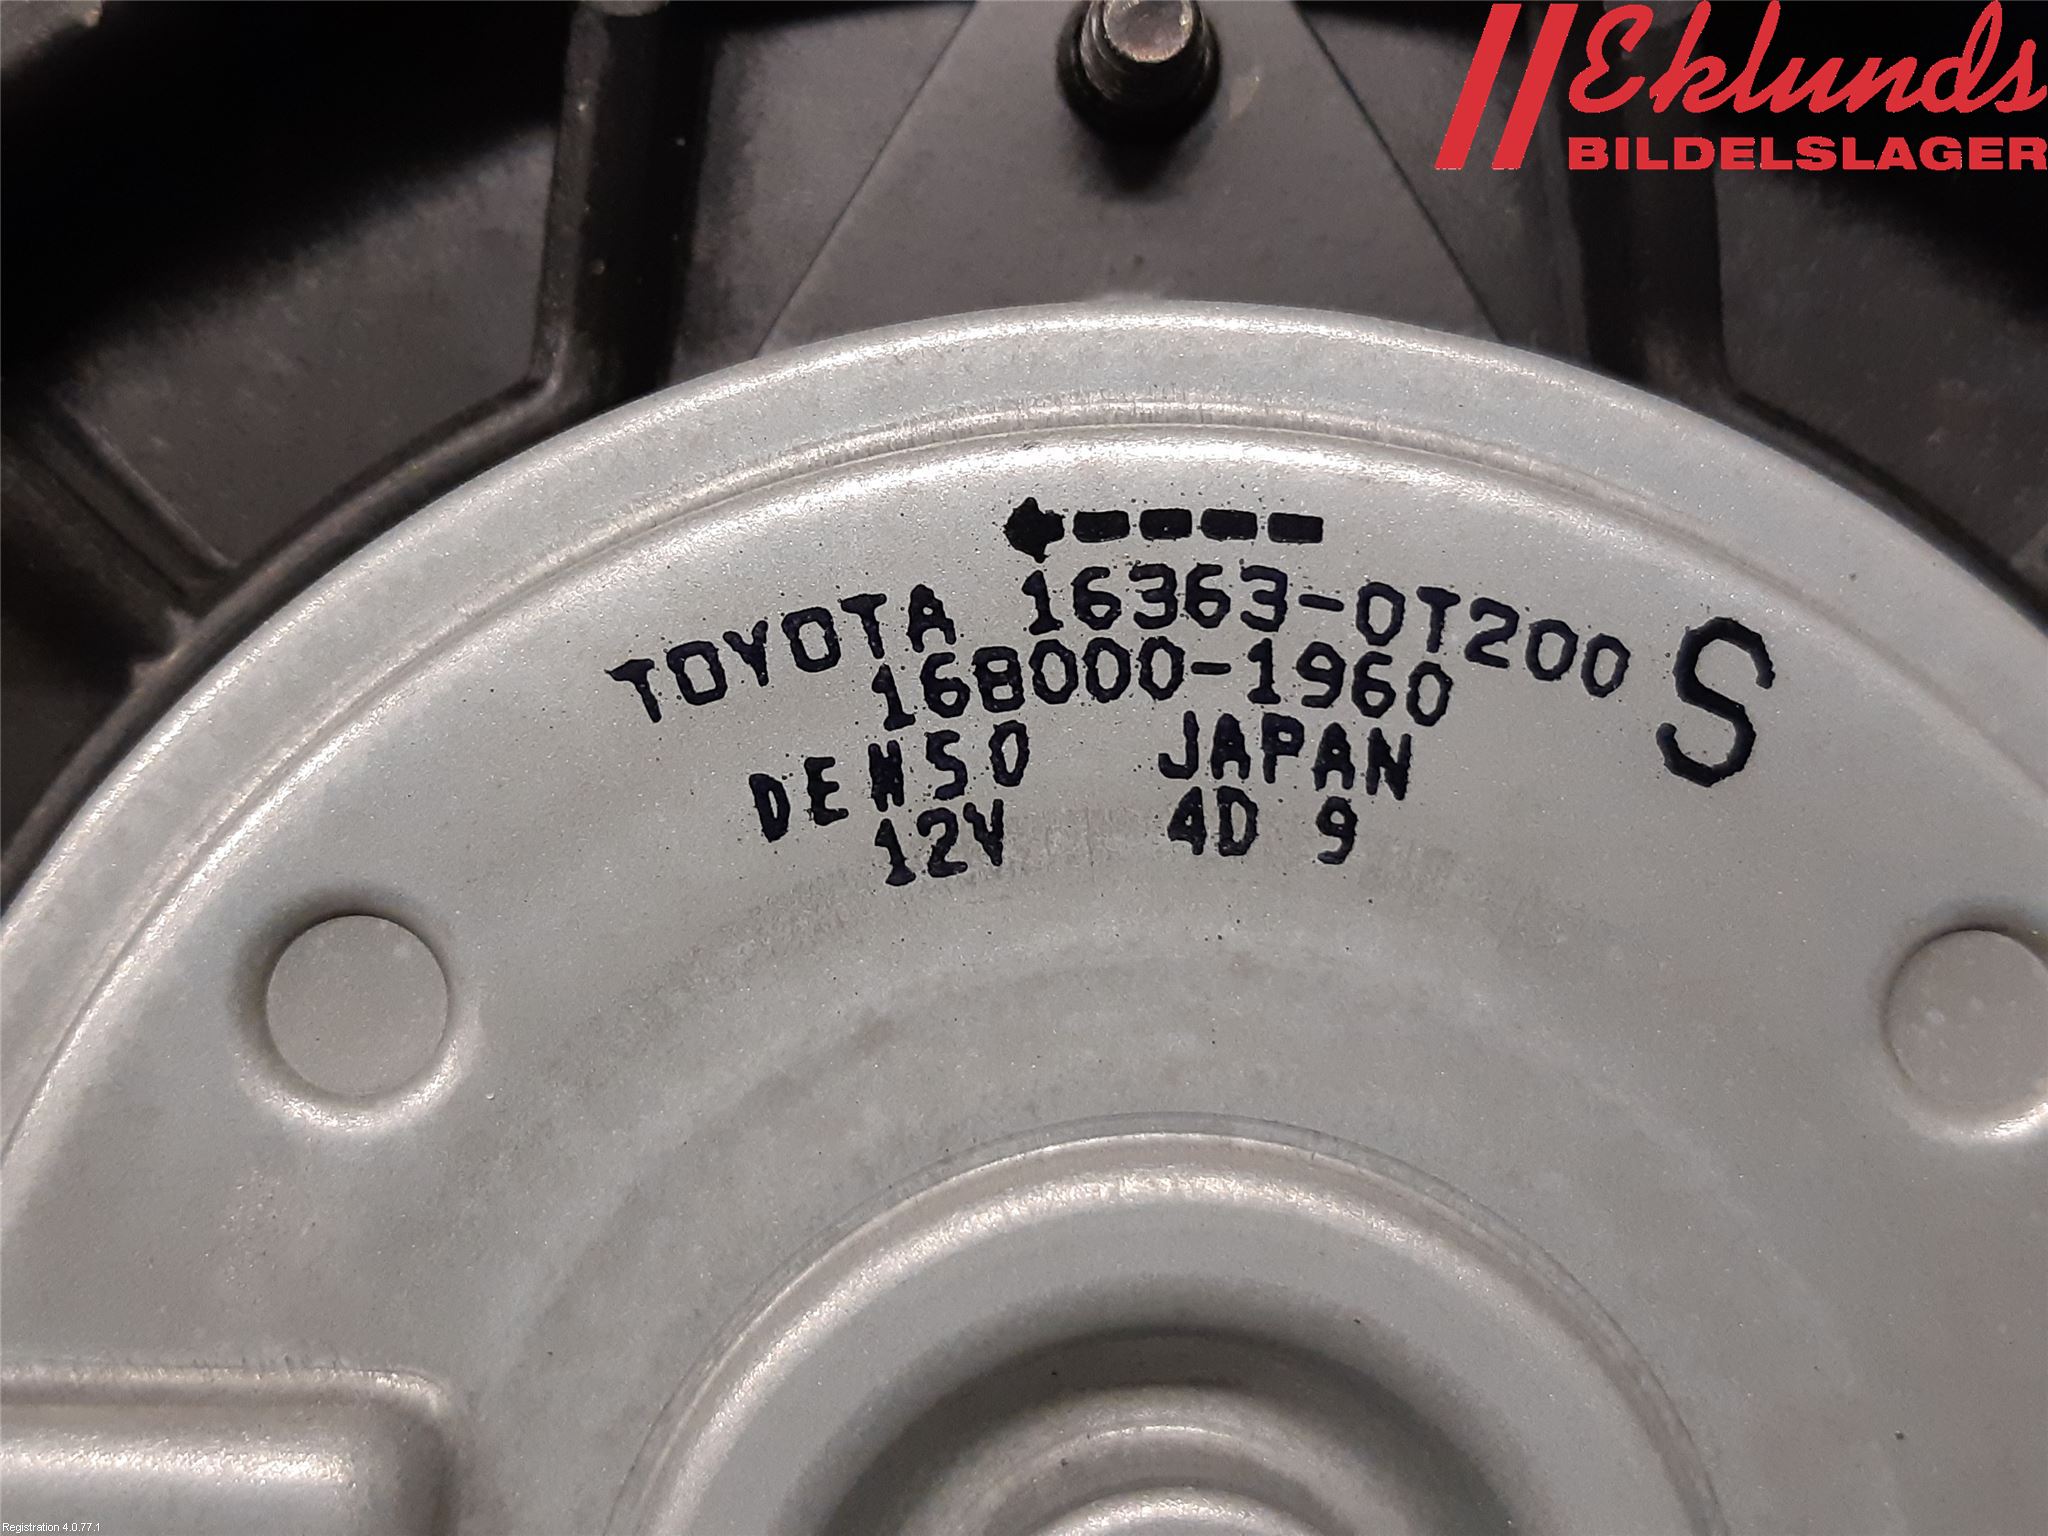 Eklunds
BILDELSLAGER
TOYOTA 16363-0T200 S
168000-1960
DENSO JAPAN
12V 4D 9
Registration 4.0.77.1